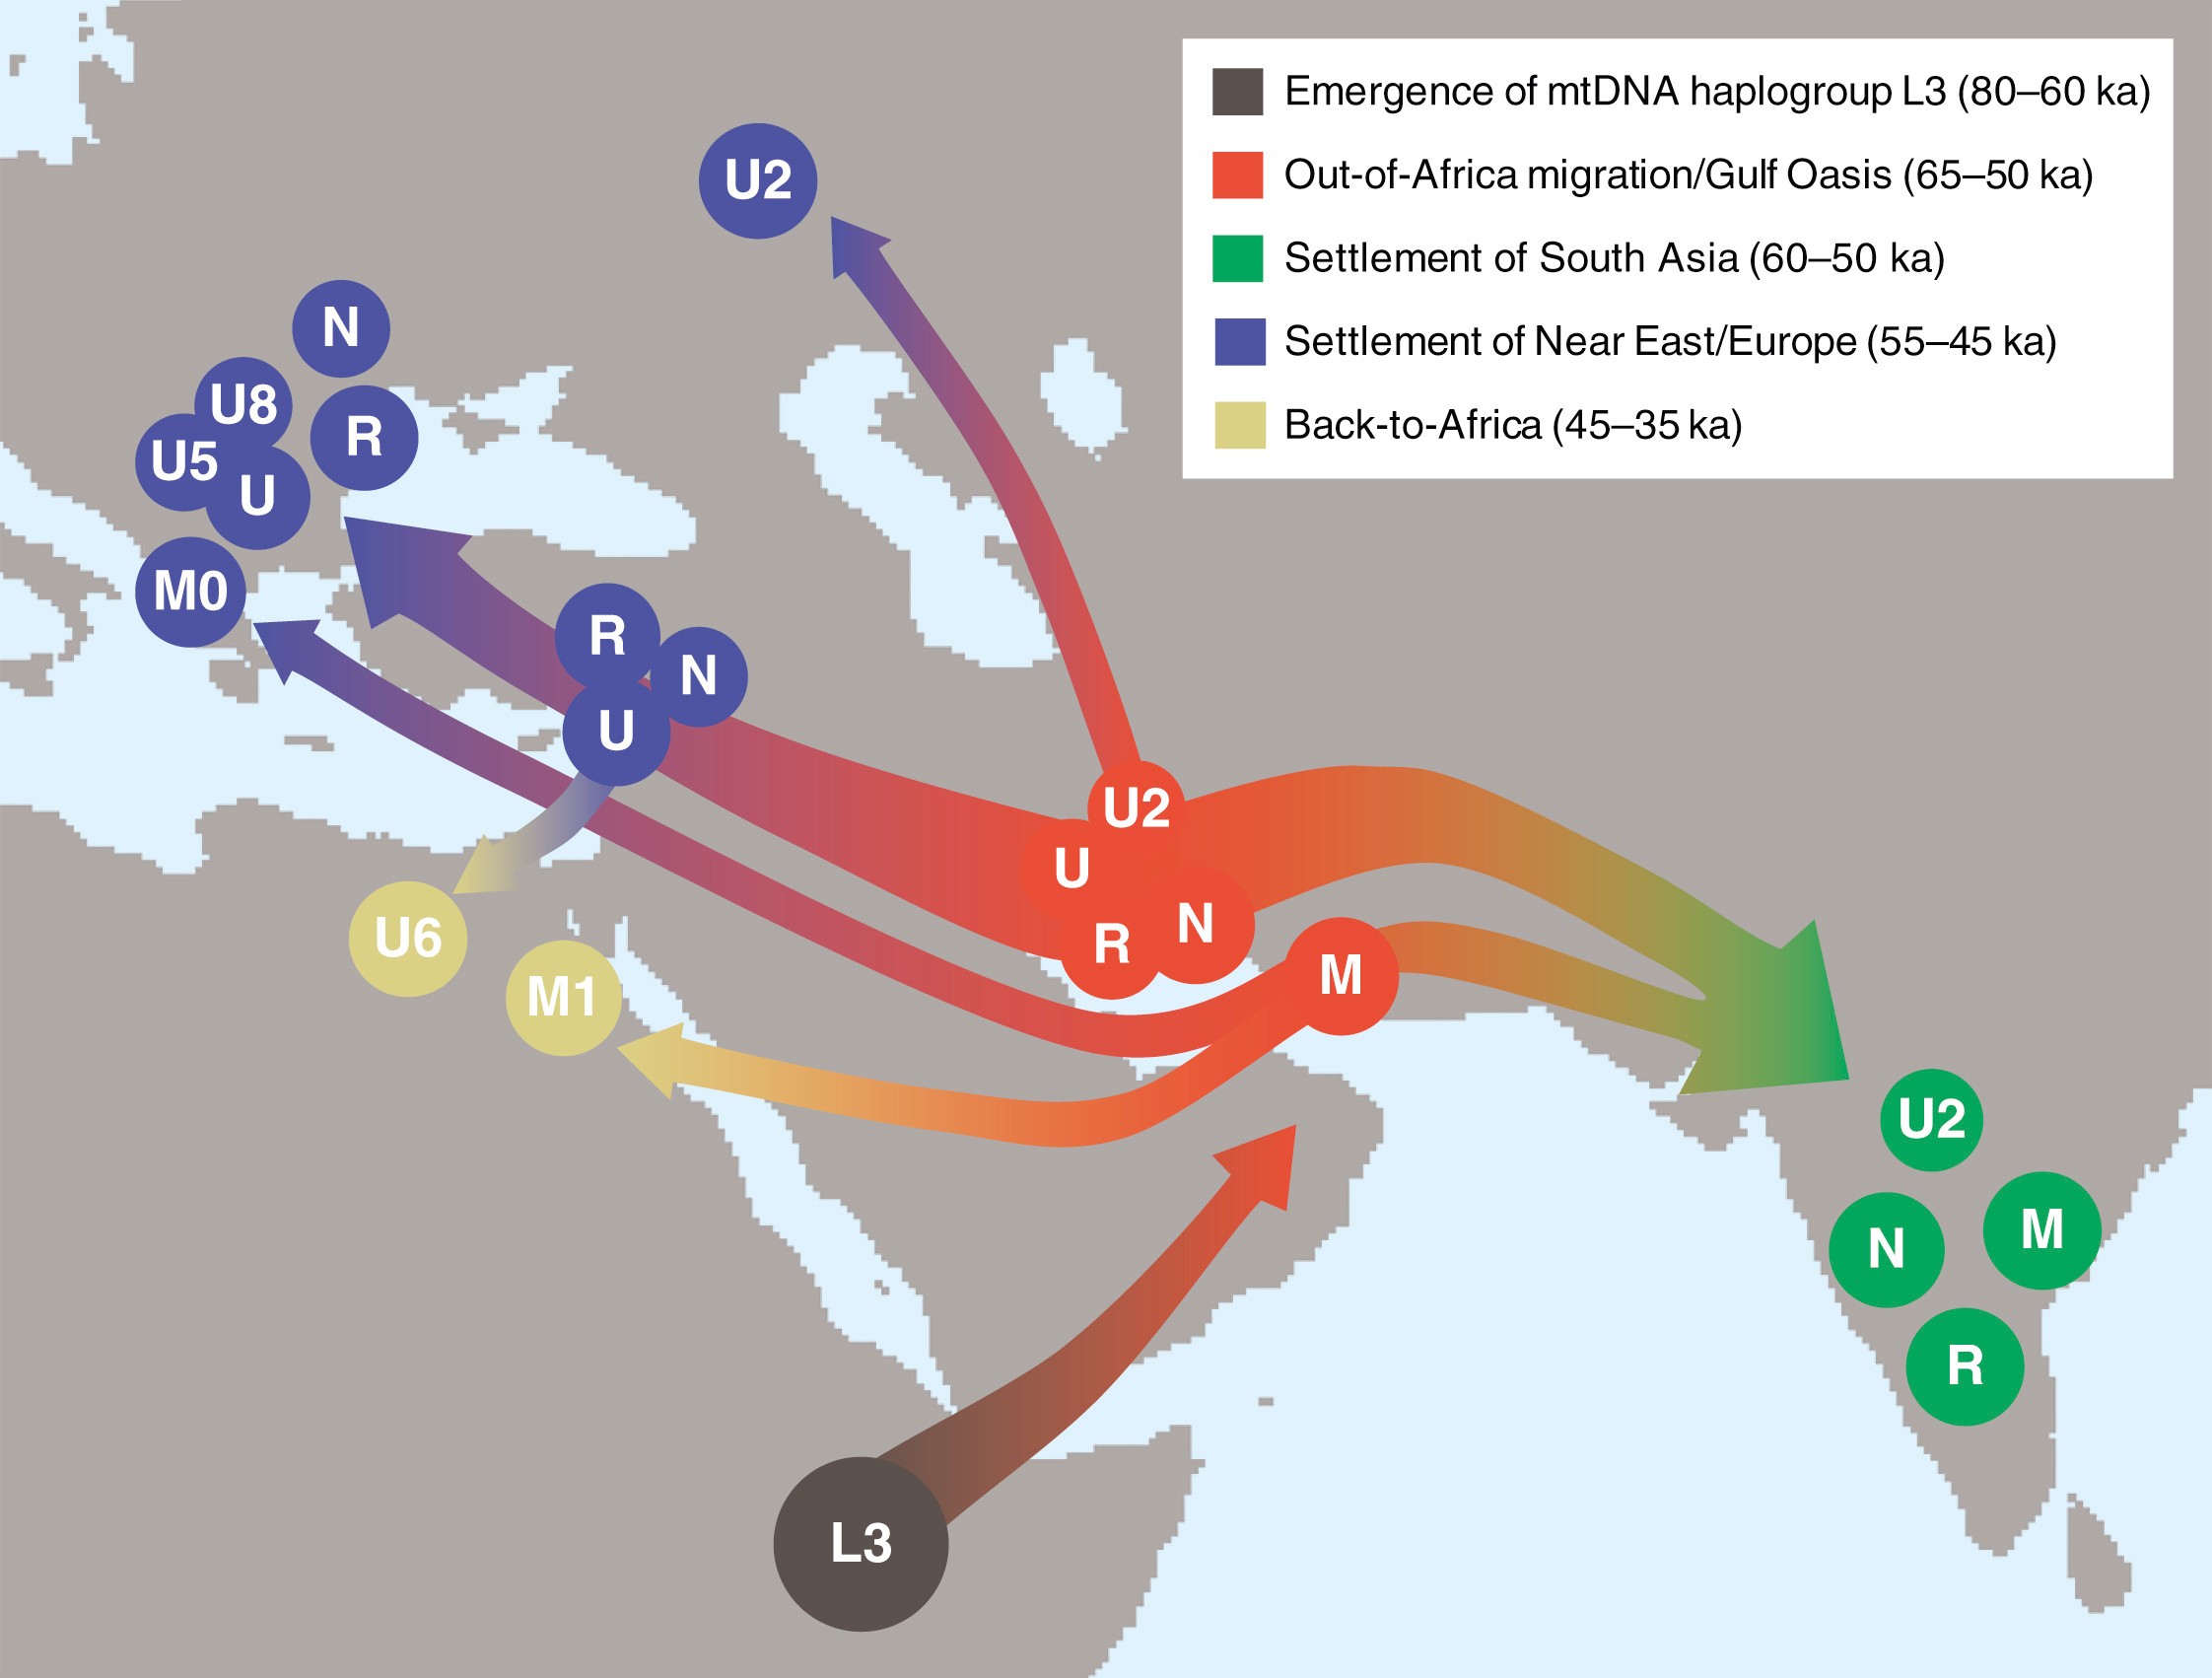 Emergence of mtDNA haplogroup L3 (80–60 ka)
Out-of-Africa migration/Gulf Oasis (65–50 ka)
Settlement of South Asia (60–50 ka)
Settlement of Near East/Europe (55–45 ka)
Back-to-Africa (45–35 ka)
U2
N
U8
R
U5
U
M0
R
N
U
U2
U
N
R
M
U6
M1
U2
M
N
R
L3